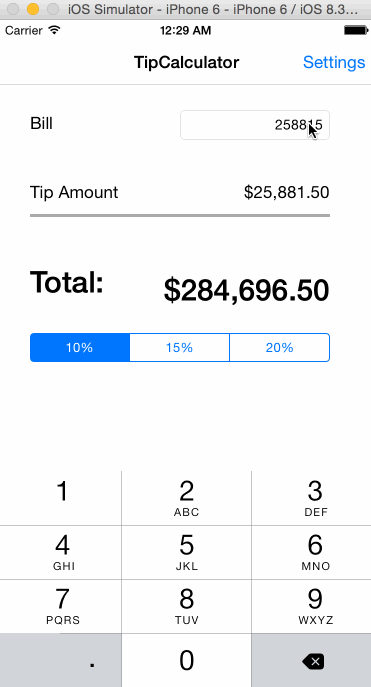 iOS Simulator - iPhone 6 - iPhone 6 / iOS 8.3...
Carrier 12:29 AM
TipCalculator Settings
Bill 258815
Tip Amount $25,881.50
Total: $284,696.50
10% 15% 20%
1 2 3
ABC DEF
4 5 6
GHI JKL MNO
7 8 9
PQRS TUV WXYZ
. 0